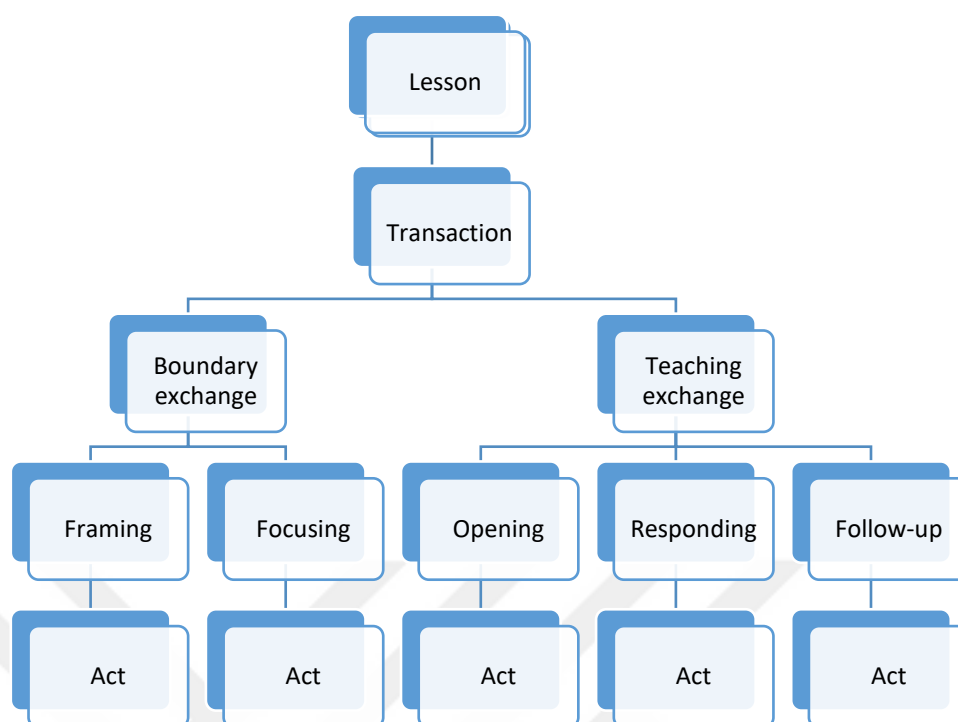 Lesson
Transaction
Boundary
exchange
Teaching
exchange
Framing
Focusing
Opening
Responding
Follow-up
Act
Act
Act
Act
Act